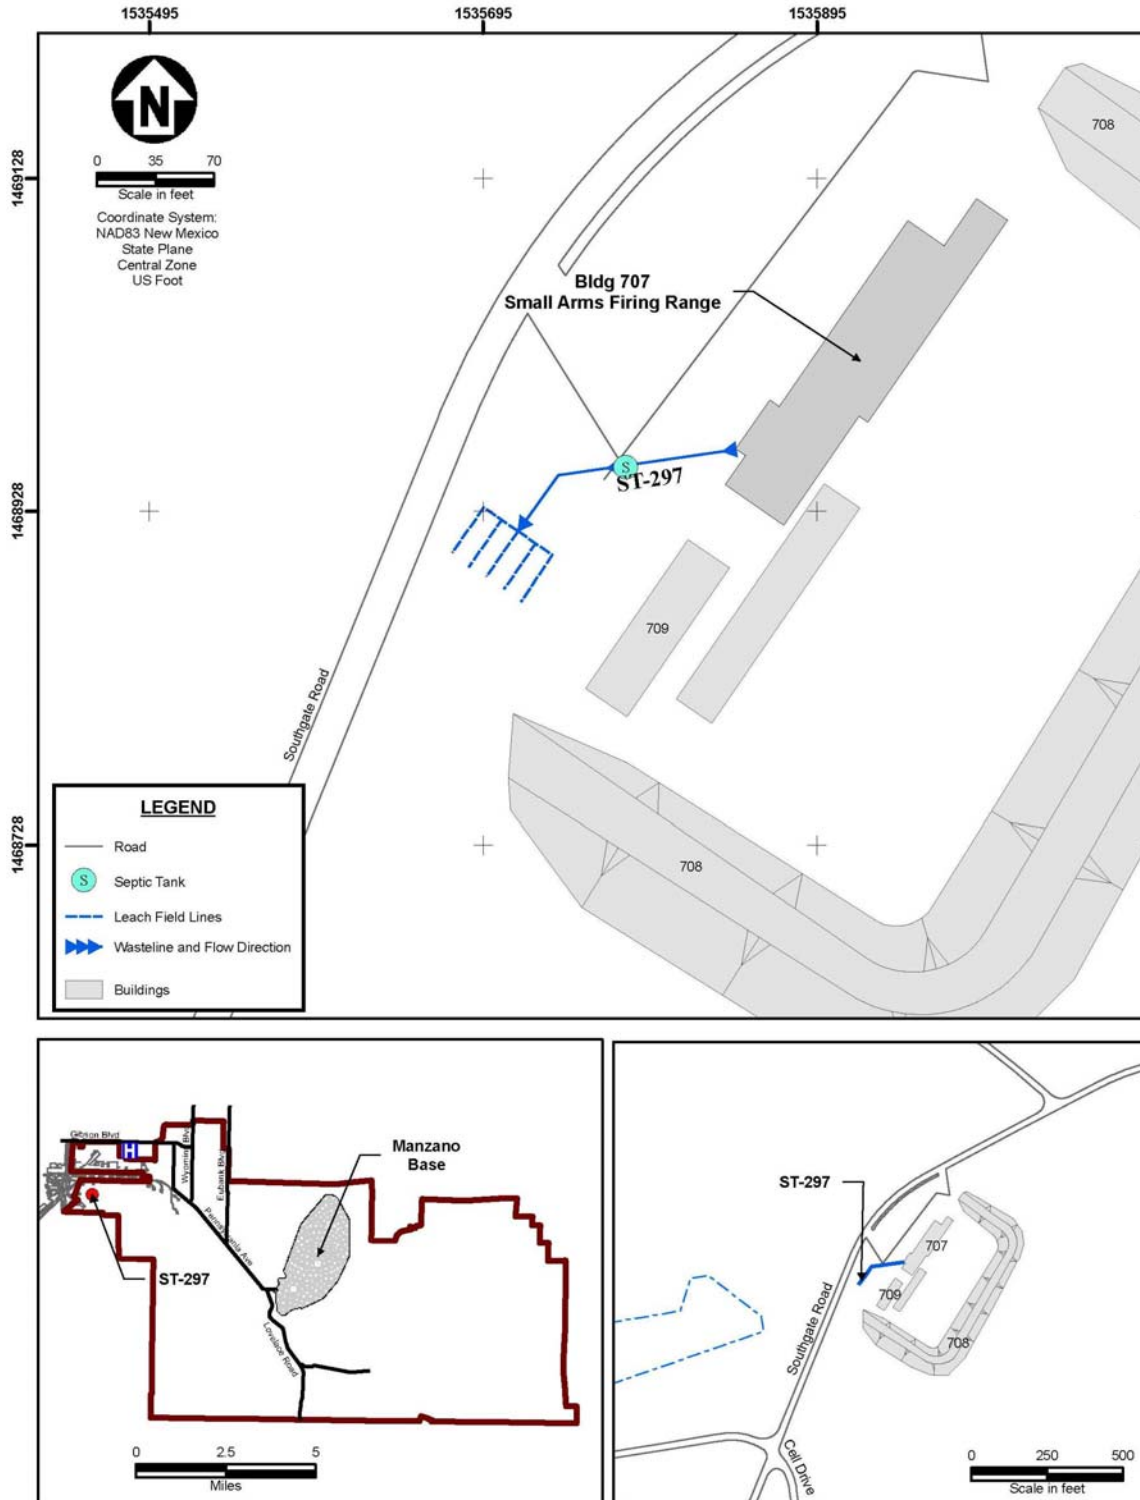 1535495
1535695
1535895
1469128
1468928
1468728
N
0 35 70
Scale in feet
Coordinate System:
NAD83 New Mexico
State Plane
Central Zone
US Foot
708
Bldg 707
Small Arms Firing Range
S
ST-297
709
Southgate Road
708
LEGEND
Road
S
Septic Tank
Leach Field Lines
Wasteline and Flow Direction
Buildings
Gibson Blvd
H
Wyoming Blvd
Eubank Blvd
Pennsylvania Ave
Manzano
Base
ST-297
Lovelace Road
0 2.5 5
Miles
ST-297
707
709
708
Southgate Road
Cell Drive
0 250 500
Scale in feet